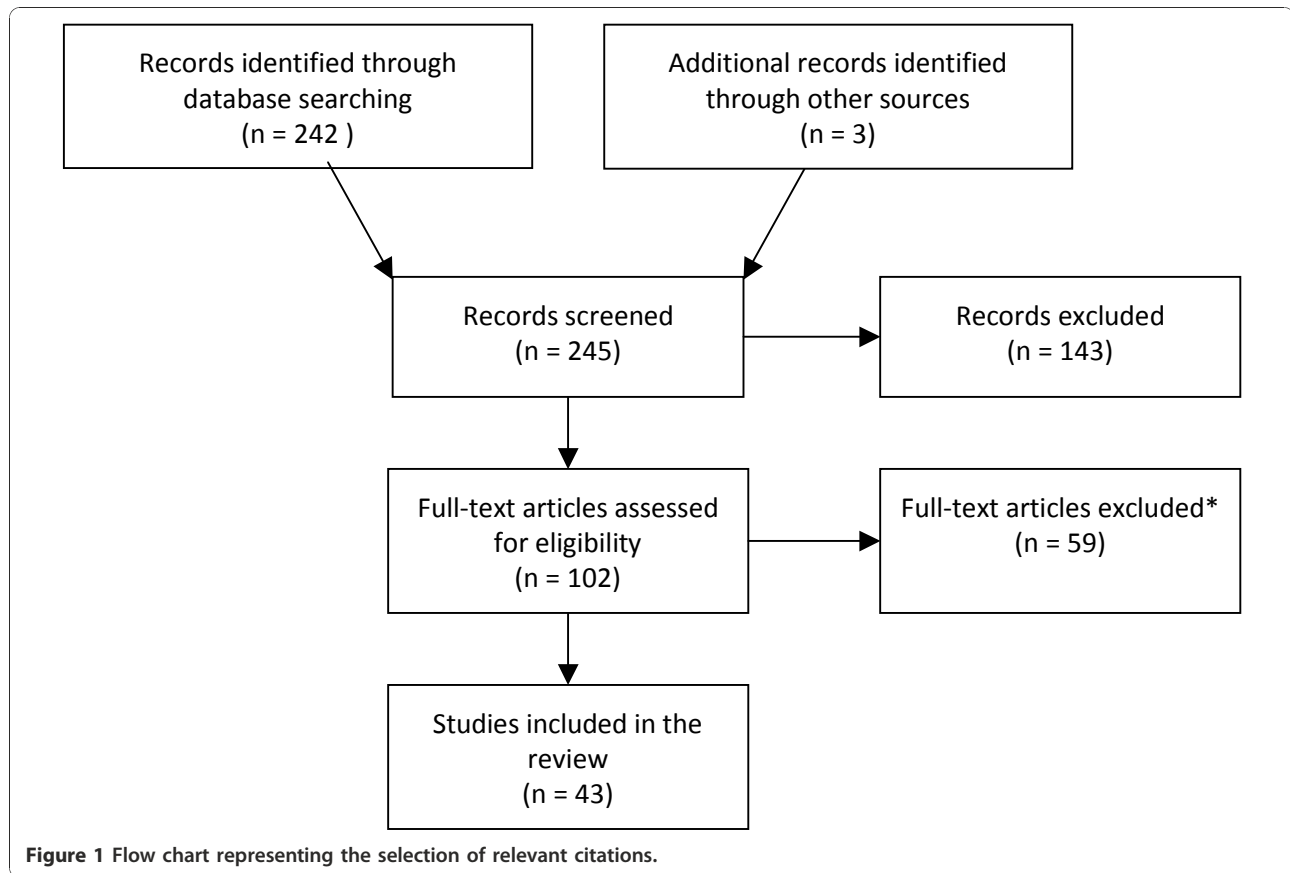 Records identified through
database searching
(n = 242 )
Additional records identified
through other sources
(n = 3)
Records screened
(n = 245)
Records excluded
(n = 143)
Full-text articles assessed
for eligibility
(n = 102)
Full-text articles excluded*
(n = 59)
Studies included in the
review
(n = 43)
Figure 1 Flow chart representing the selection of relevant citations.